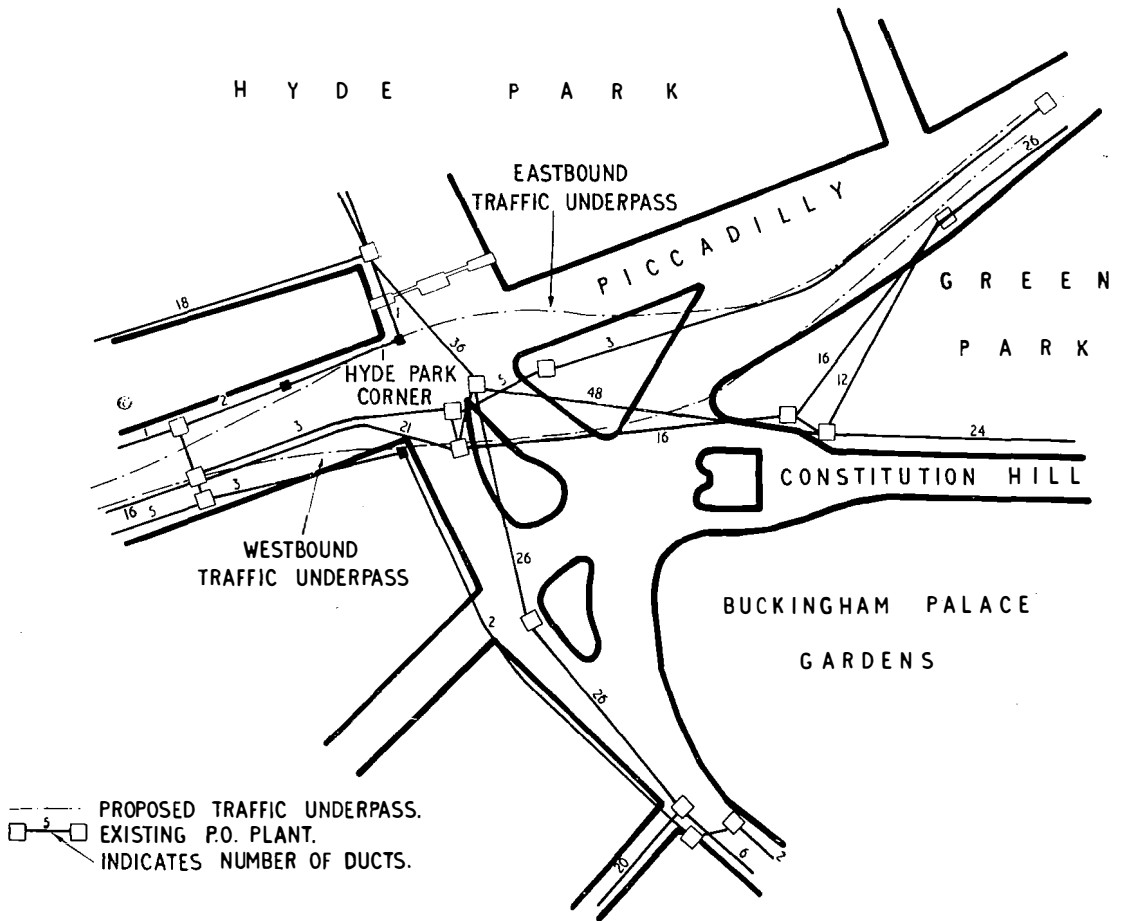 HYDE PARK
EASTBOUND
TRAFFIC UNDERPASS
PICCADILLY
26
GREEN
PARK
18
1
36
3
HYDE PARK
CORNER
5
48
16
12
2
1
3
21
16
24
3
16
5
CONSTITUTION HILL
WESTBOUND
TRAFFIC UNDERPASS
26
2
BUCKINGHAM PALACE
GARDENS
26
20
6
2
PROPOSED TRAFFIC UNDERPASS.
5
EXISTING P.O. PLANT.
INDICATES NUMBER OF DUCTS.